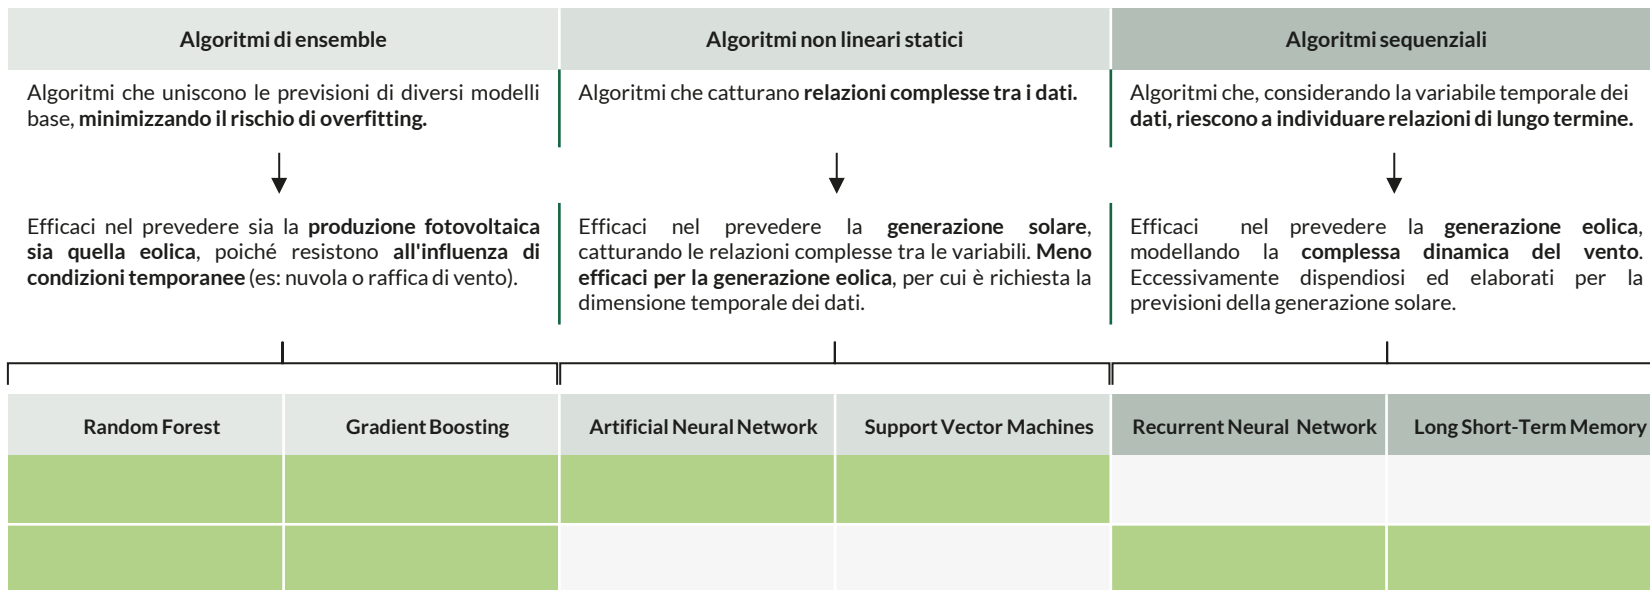 Algoritmi di ensemble
Algoritmi non lineari statici
Algoritmi sequenziali
Algoritmi che uniscono le previsioni di diversi modelli
base, minimizzando il rischio di overfitting.
Algoritmi che catturano relazioni complesse tra i dati.
Algoritmi che, considerando la variabile temporale dei
dati, riescono a individuare relazioni di lungo termine.
Efficaci nel prevedere sia la produzione fotovoltaica
sia quella eolica, poiché resistono all'influenza di
condizioni temporanee (es: nuvola o raffica di vento).
Efficaci nel prevedere la generazione solare,
catturando le relazioni complesse tra le variabili. Meno
efficaci per la generazione eolica, per cui è richiesta la
dimensione temporale dei dati.
Efficaci nel prevedere la generazione eolica,
modellando la complessa dinamica del vento.
Eccessivamente dispendiosi ed elaborati per la
previsioni della generazione solare.
Random Forest
Gradient Boosting
Artificial Neural Network
Support Vector Machines
Recurrent Neural Network
Long Short-Term Memory